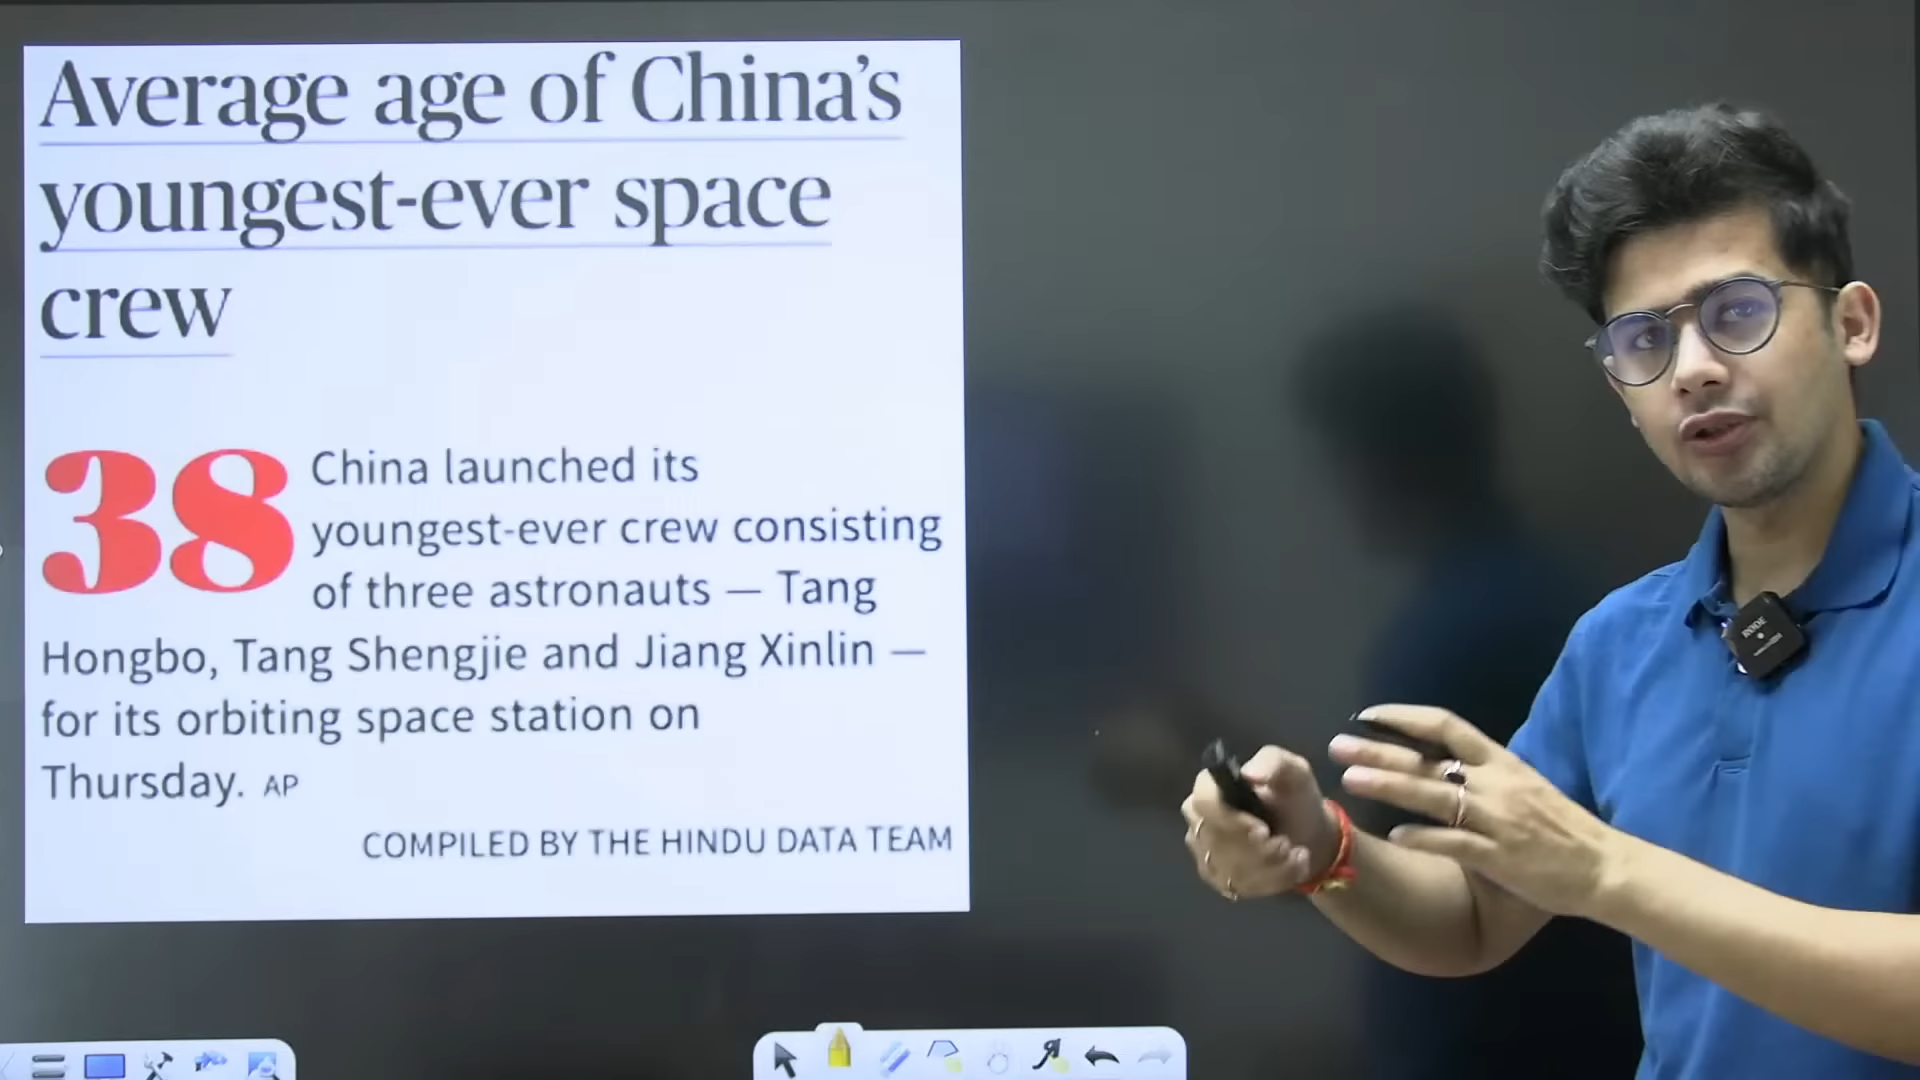 Average age of China’s
youngest-ever space
crew
38
China launched its
youngest-ever crew consisting
of three astronauts — Tang
Hongbo, Tang Shengjie and Jiang Xinlin —
for its orbiting space station on
Thursday. AP
COMPILED BY THE HINDU DATA TEAM
RODE